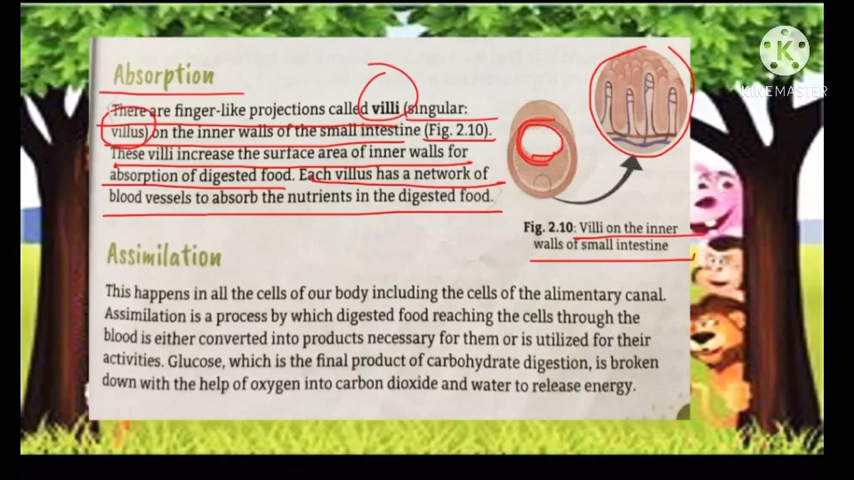 Absorption
There are finger-like projections called villi (singular:
villus) on the inner walls of the small intestine (Fig. 2.10).
These villi increase the surface area of inner walls for
absorption of digested food. Each villus has a network of
blood vessels to absorb the nutrients in the digested food.
Fig. 2.10: Villi on the inner
walls of small intestine
Assimilation
This happens in all the cells of our body including the cells of the alimentary canal.
Assimilation is a process by which digested food reaching the cells through the
blood is either converted into products necessary for them or is utilized for their
activities. Glucose, which is the final product of carbohydrate digestion, is broken
down with the help of oxygen into carbon dioxide and water to release energy.
K
KINEMASTER